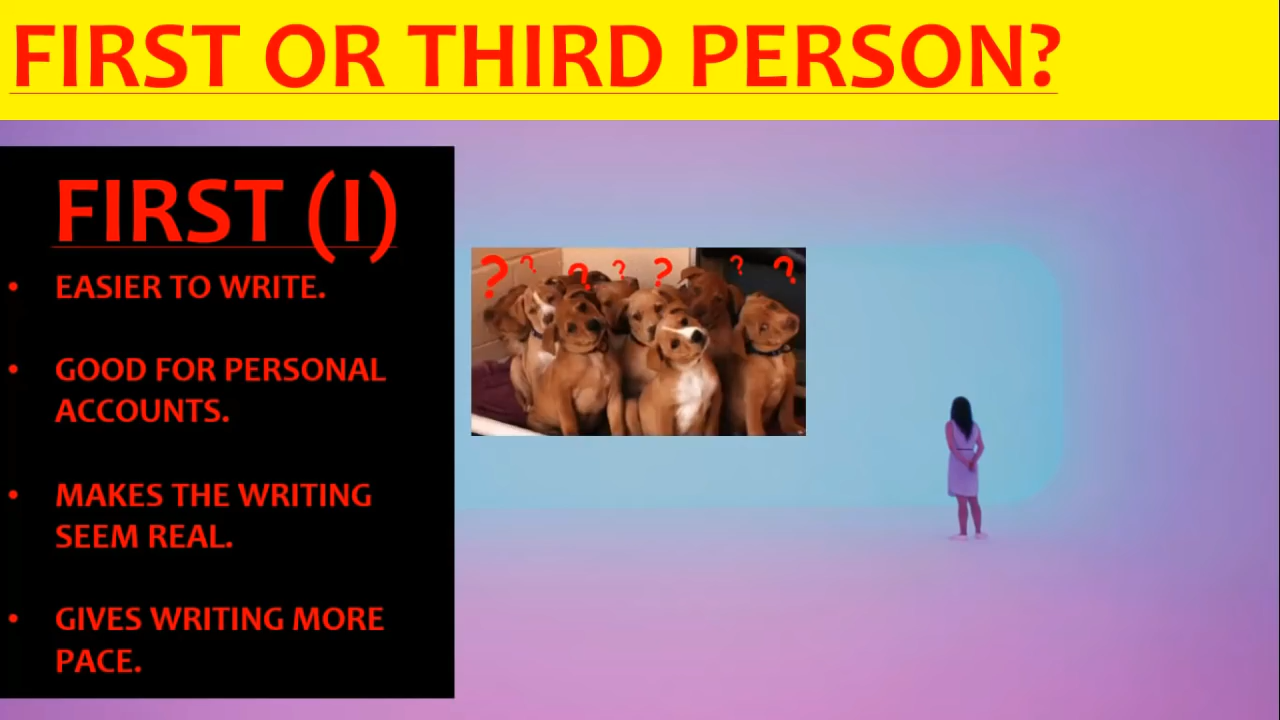 FIRST OR THIRD PERSON?
FIRST (I)
• EASIER TO WRITE.
• GOOD FOR PERSONAL
ACCOUNTS.
• MAKES THE WRITING
SEEM REAL.
• GIVES WRITING MORE
PACE.
? ? ? ? ? ? ?